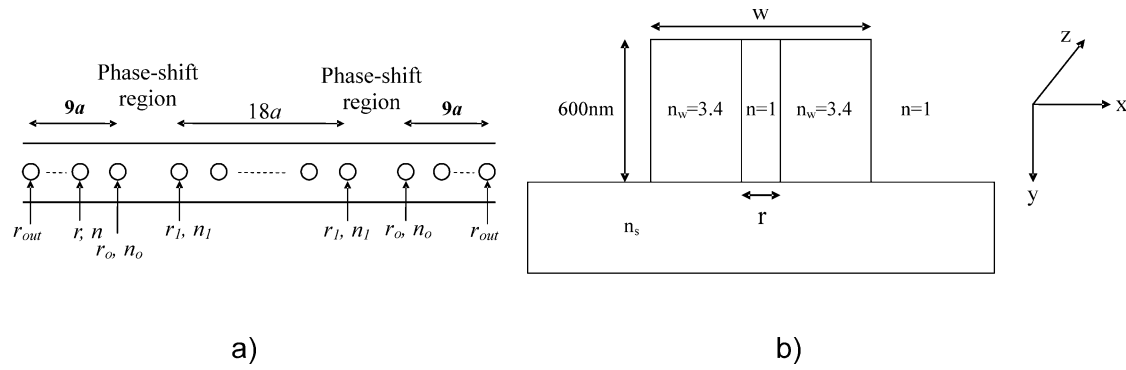 Phase-shift
region
Phase-shift
region
9a
18a
9a
r_out
r, n
r_o, n_o
r_1, n_1
r_1, n_1
r_o, n_o
r_out
a)
w
600nm
n_w=3.4
n=1
n_w=3.4
n=1
r
n_s
z
x
y
b)